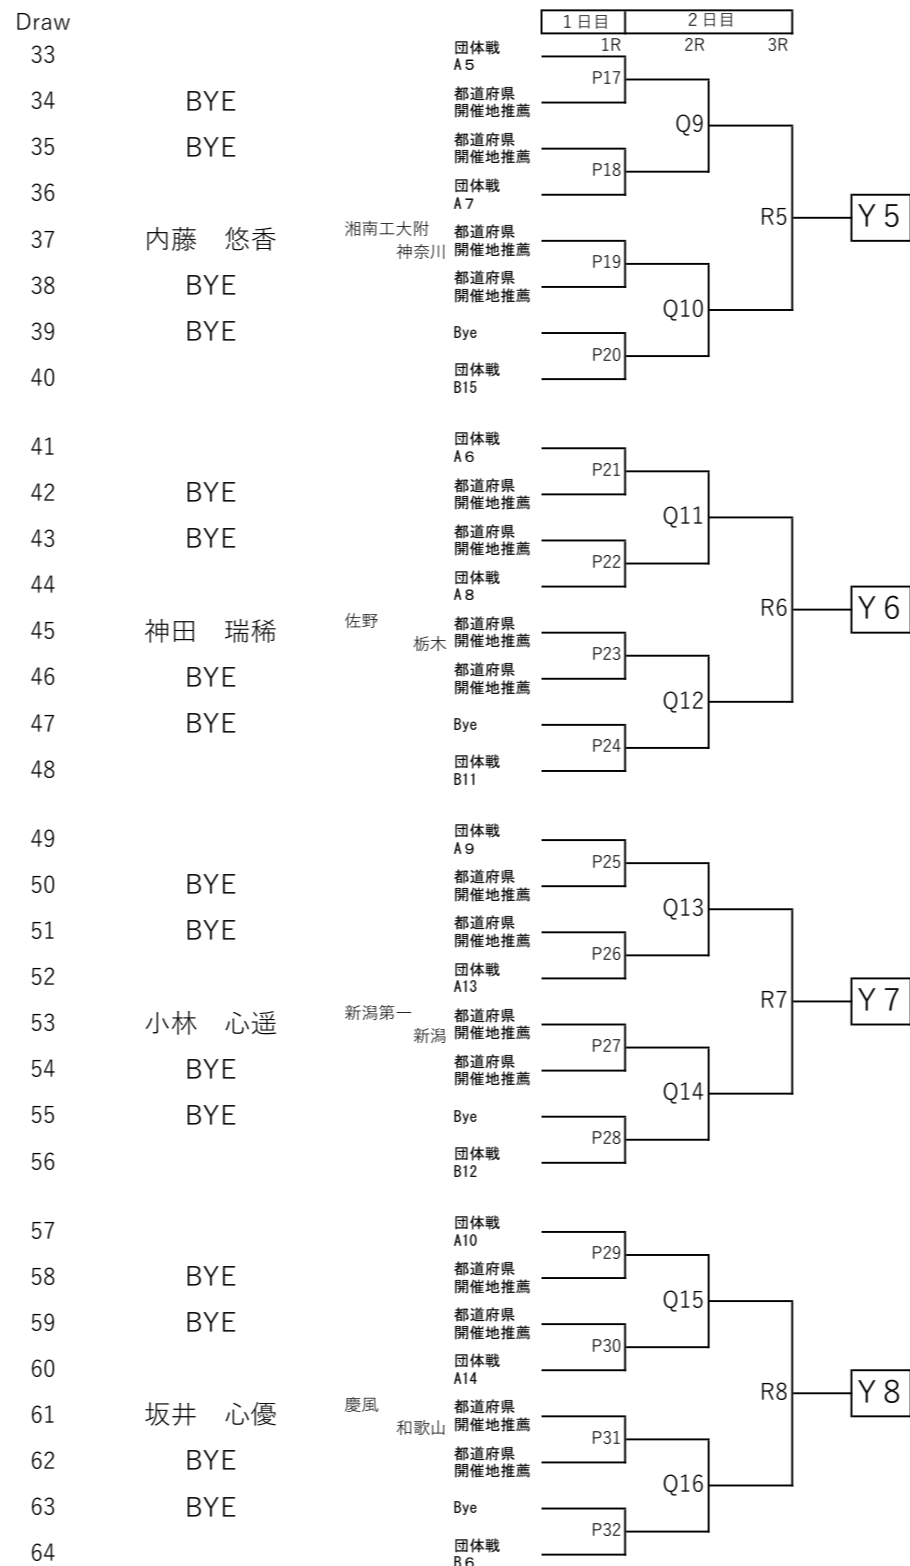 Draw
1日目 2日目
1R 2R 3R
33 団体戦
A5
P17
34 BYE 都道府県
開催地推薦
Q9
35 BYE 都道府県
開催地推薦
P18
36 団体戦
A7
R5 Y5
37 内藤 悠香 湘南工大附 都道府県
神奈川 開催地推薦
P19
38 BYE 都道府県
開催地推薦
Q10
39 BYE Bye
P20
40 団体戦
B15
41 団体戦
A6
P21
42 BYE 都道府県
開催地推薦
Q11
43 BYE 都道府県
開催地推薦
P22
44 団体戦
A8
R6 Y6
45 神田 瑞稀 佐野 都道府県
栃木 開催地推薦
P23
46 BYE 都道府県
開催地推薦
Q12
47 BYE Bye
P24
48 団体戦
B11
49 団体戦
A9
P25
50 BYE 都道府県
開催地推薦
Q13
51 BYE 都道府県
開催地推薦
P26
52 団体戦
A13
R7 Y7
53 小林 心遥 新潟第一 都道府県
新潟 開催地推薦
P27
54 BYE 都道府県
開催地推薦
Q14
55 BYE Bye
P28
56 団体戦
B12
57 団体戦
A10
P29
58 BYE 都道府県
開催地推薦
Q15
59 BYE 都道府県
開催地推薦
P30
60 団体戦
A14
R8 Y8
61 坂井 心優 慶風 都道府県
和歌山 開催地推薦
P31
62 BYE 都道府県
開催地推薦
Q16
63 BYE Bye
P32
64 団体戦
B6